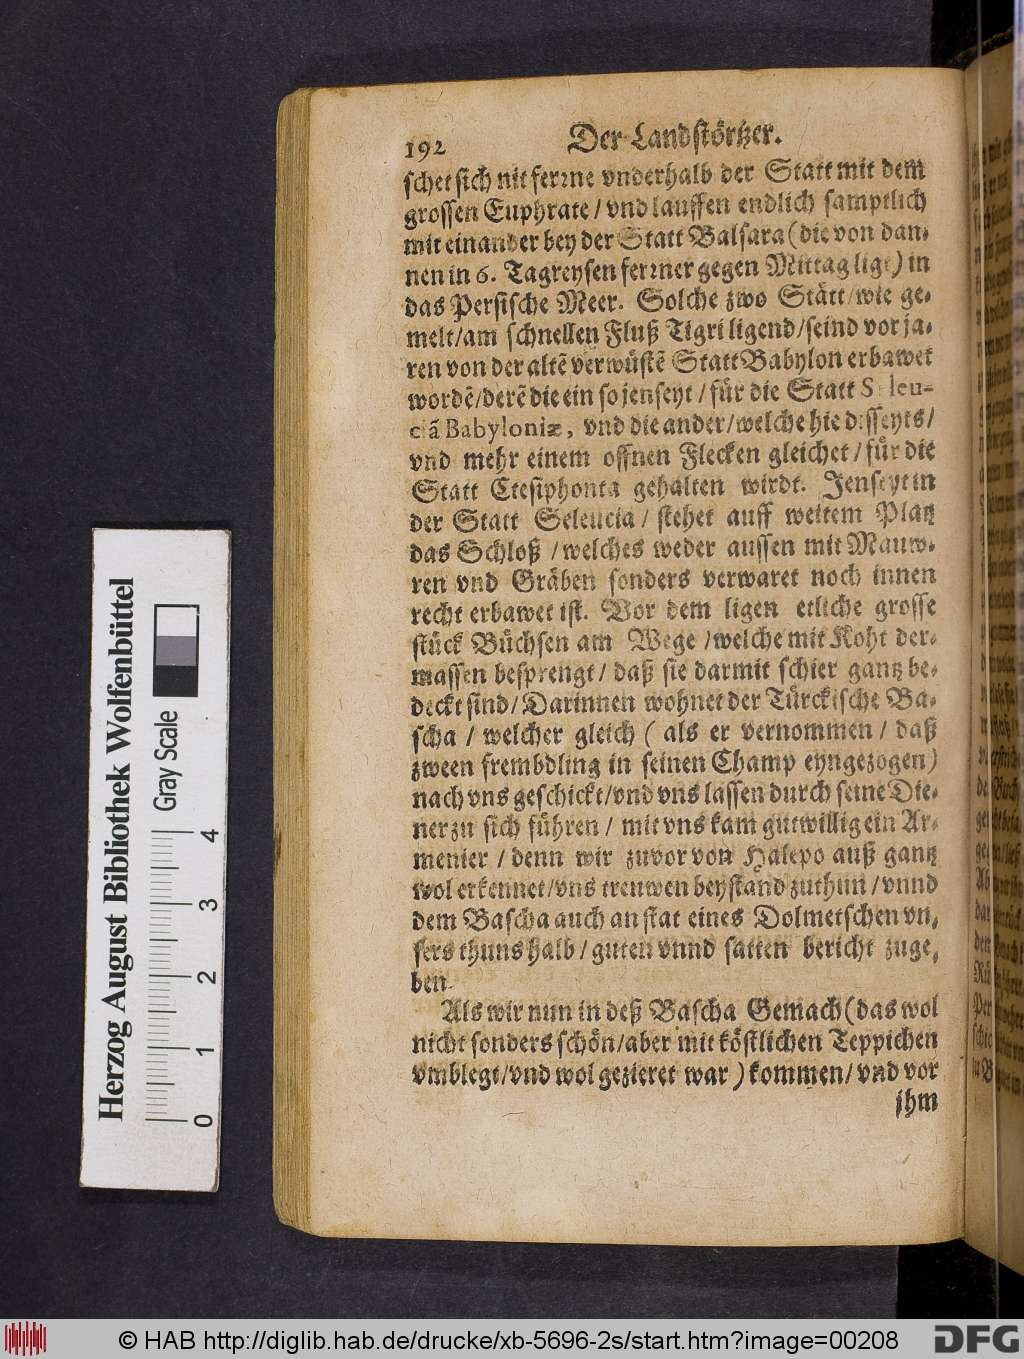 192 Der Landstörtzer.
schet sich nit ferrne vnderhalb der Statt mit dem
grossen Euphrate / vnd lauffen endlich samptlich
mit einander bey der Statt Balsara (die von dan-
nen in 6. Tagreysen ferrner gegen Mittag ligt) in
das Persische Meer. Solche zwo Stätt / wie ge-
melt / am schnellen Fluß Tigri ligend / seind vor ja-
ren von der altẽ verwüstẽ Statt Babylon erbawet
wordẽ / derẽ die ein so jenseyt / für die Statt Seleu-
ciã Babyloniæ, vnd die ander / welche hie disseyts /
vnd mehr einem offnen Flecken gleichet / für die
Statt Ctesiphonta gehalten wirdt. Jenseyt in
der Statt Seleucia / stehet auff weitem Platz
das Schloß / welches weder aussen mit Mauw-
ren vnd Gräben sonders verwaret noch innen
recht erbawet ist. Vor dem ligen etliche grosse
stück Büchsen am Wege / welche mit Koht der-
massen besprengt / daß sie darmit schier gantz be-
deckt sind / Darinnen wohnet der Türckische Ba-
scha / welcher gleich ( als er vernommen / daß
zween frembdling in seinen Champ eyngezogen)
nach vns geschickt / vnd vns lassen durch seine Die-
ner zu sich führen / mit vns kam gutwillig ein Ar-
menier / denn wir zuvor von Halepo auß gantz
wol erkennet / vns treuwen beystand zuthun / vnnd
dem Bascha auch an stat eines Dolmetschen vn,
sers thuns halb / guten vnnd satten bericht zuge,
ben.
Als wir nun in deß Bascha Gemach (das wol
nicht sonders schön / aber mit köstlichen Teppichen
vmblegt / vnd wol gezieret war) kommen / vnd vor
jhm
Herzog August Bibliothek Wolfenbüttel
Gray Scale
0 1 2 3 4
© HAB http://diglib.hab.de/drucke/xb-5696-2s/start.htm?image=00208
DFG